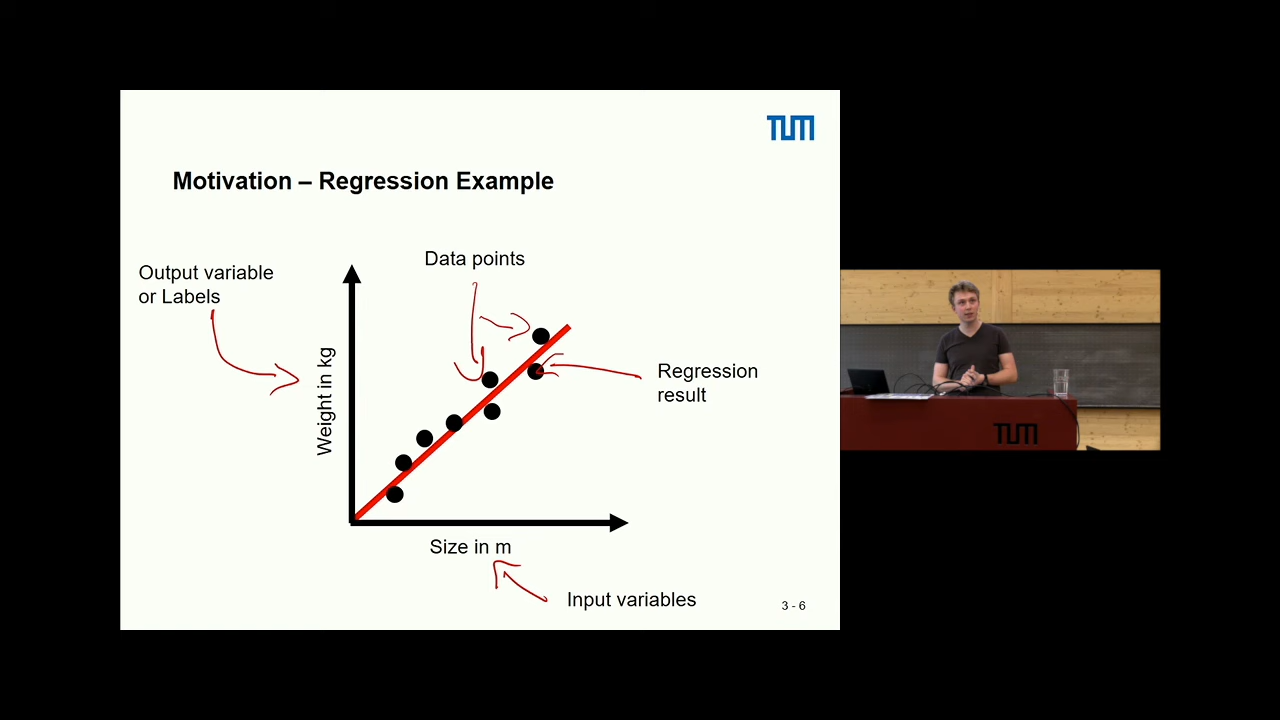 TUM
Motivation – Regression Example
Data points
Output variable
or Labels
Weight in kg
Regression
result
Size in m
Input variables
3 - 6
TUM